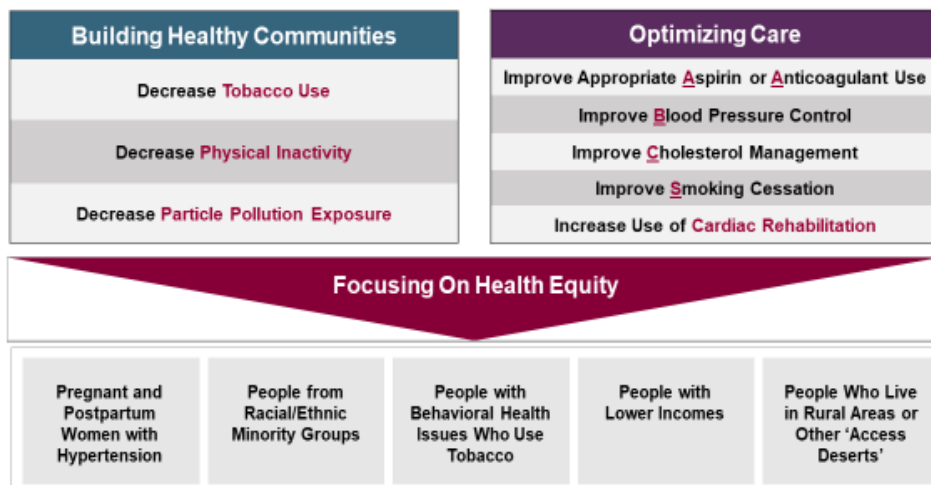 Building Healthy Communities
Decrease Tobacco Use
Decrease Physical Inactivity
Decrease Particle Pollution Exposure
Optimizing Care
Improve Appropriate Aspirin or Anticoagulant Use
Improve Blood Pressure Control
Improve Cholesterol Management
Improve Smoking Cessation
Increase Use of Cardiac Rehabilitation
Focusing On Health Equity
Pregnant and
Postpartum
Women with
Hypertension
People from
Racial/Ethnic
Minority Groups
People with
Behavioral Health
Issues Who Use
Tobacco
People with
Lower Incomes
People Who Live
in Rural Areas or
Other ‘Access
Deserts’